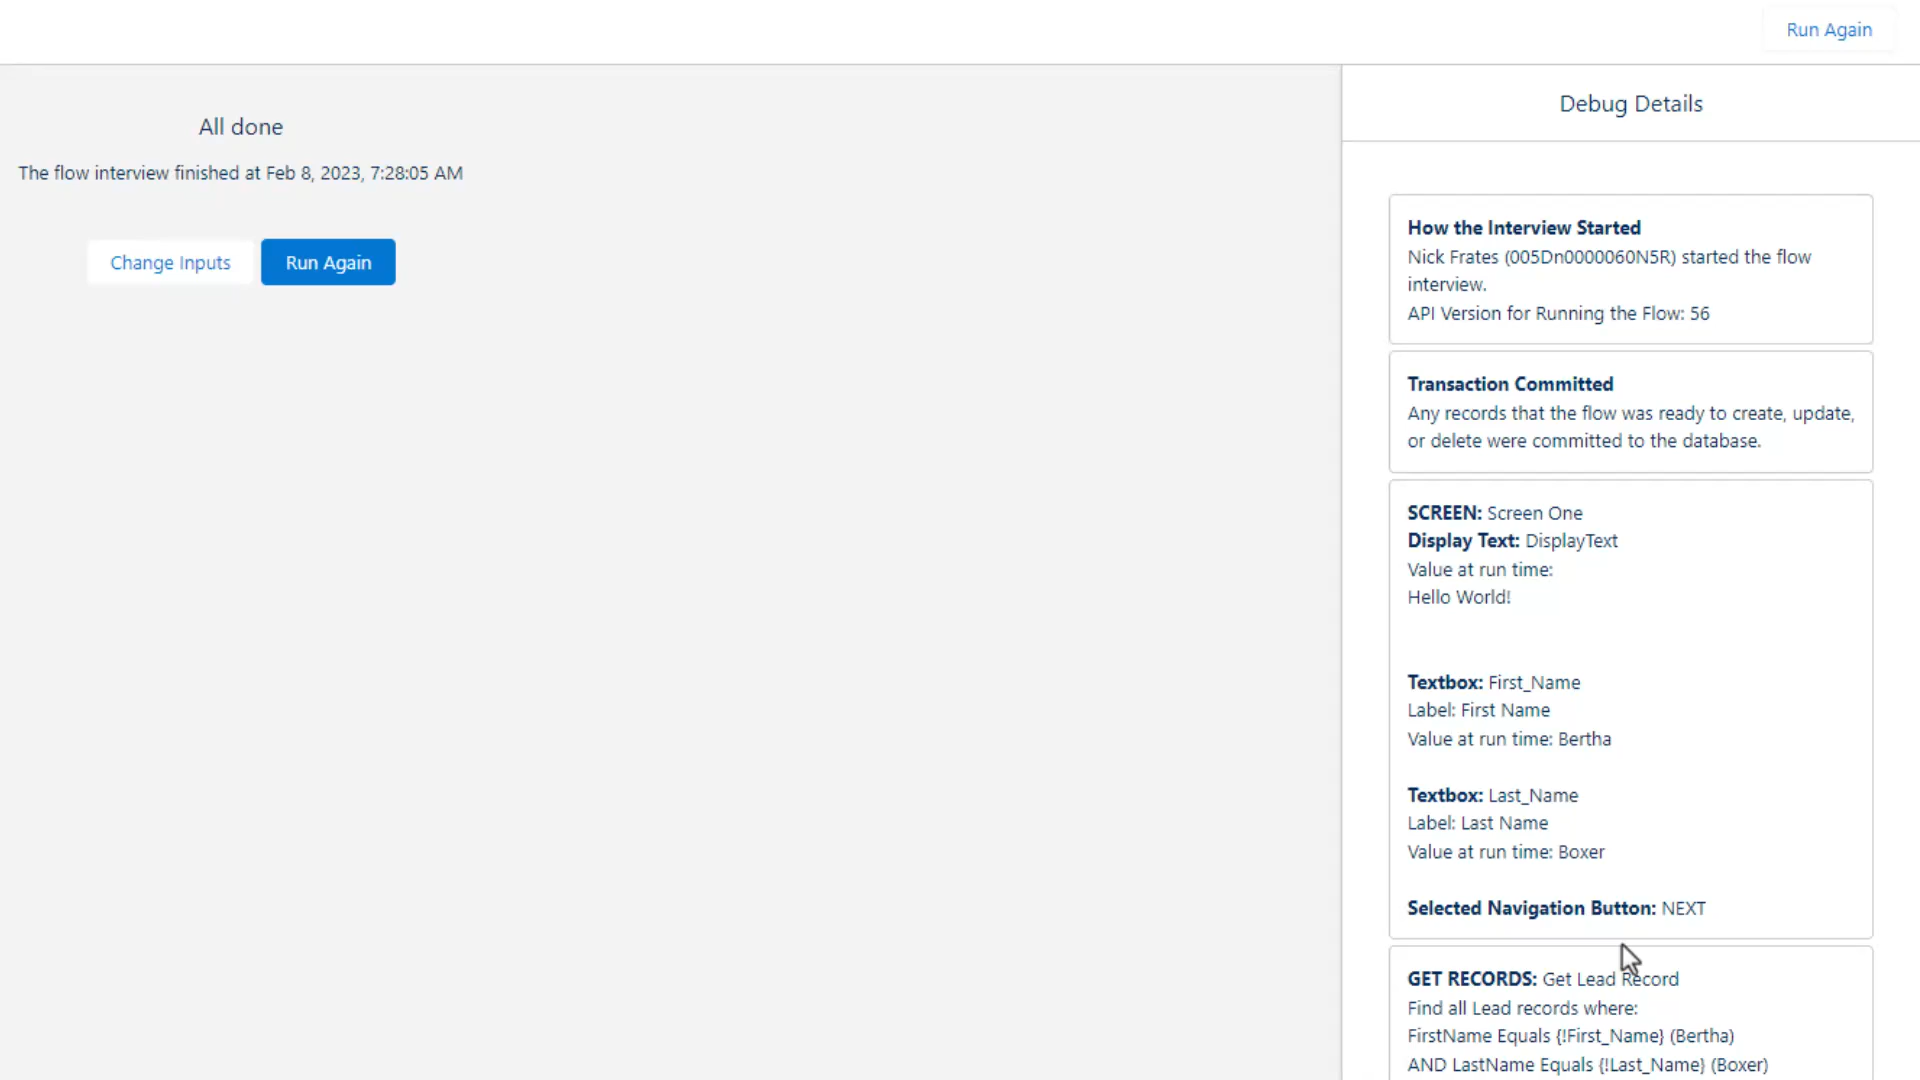 Run Again
All done
The flow interview finished at Feb 8, 2023, 7:28:05 AM
Change Inputs
Run Again
Debug Details
How the Interview Started
Nick Frates (005Dn0000060N5R) started the flow
interview.
API Version for Running the Flow: 56
Transaction Committed
Any records that the flow was ready to create, update,
or delete were committed to the database.
SCREEN: Screen One
Display Text: DisplayText
Value at run time:
Hello World!
Textbox: First_Name
Label: First Name
Value at run time: Bertha
Textbox: Last_Name
Label: Last Name
Value at run time: Boxer
Selected Navigation Button: NEXT
GET RECORDS: Get Lead Record
Find all Lead records where:
FirstName Equals {!First_Name} (Bertha)
AND LastName Equals {!Last_Name} (Boxer)